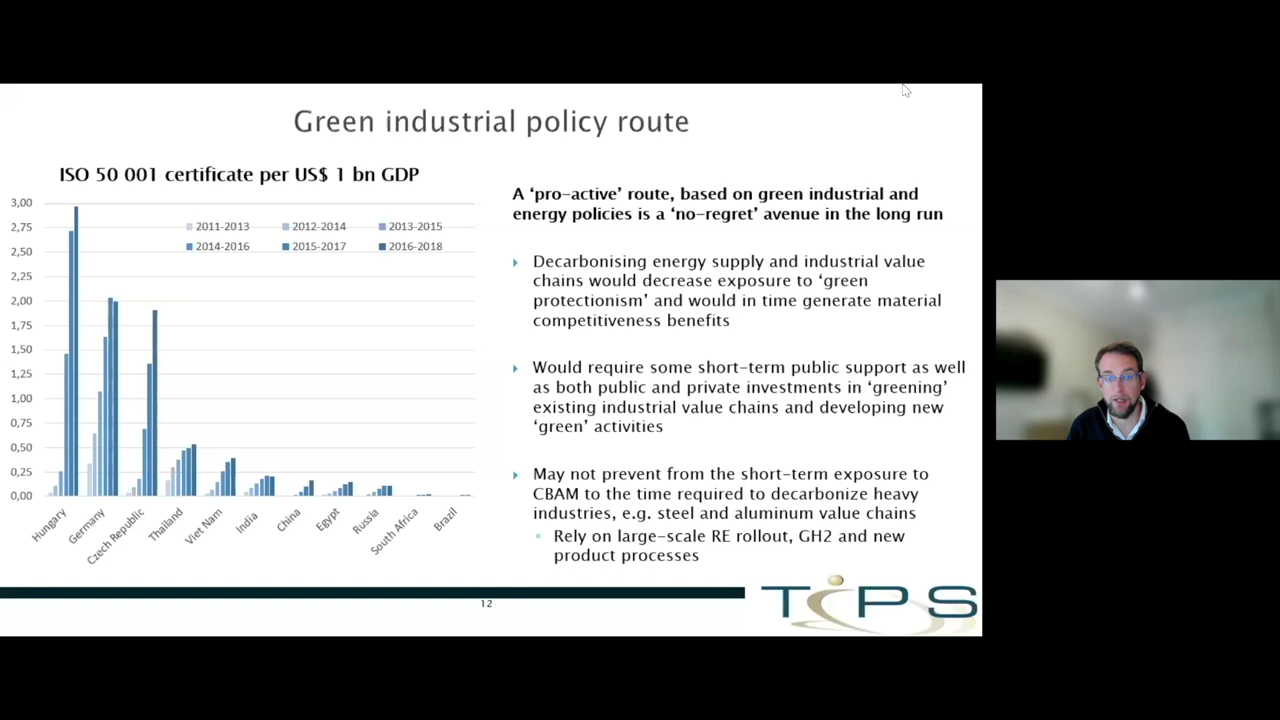 Green industrial policy route
ISO 50 001 certificate per US$ 1 bn GDP
3,00
2,75
2,50
2,25
2,00
1,75
1,50
1,25
1,00
0,75
0,50
0,25
0,00
2011-2013 2012-2014 2013-2015
2014-2016 2015-2017 2016-2018
Hungary
Germany
Czech Republic
Thailand
Viet Nam
India
China
Egypt
Russia
South Africa
Brazil
A ‘pro-active’ route, based on green industrial and
energy policies is a ‘no-regret’ avenue in the long run
Decarbonising energy supply and industrial value
chains would decrease exposure to ‘green
protectionism’ and would in time generate material
competitiveness benefits
Would require some short-term public support as well
as both public and private investments in ‘greening’
existing industrial value chains and developing new
‘green’ activities
May not prevent from the short-term exposure to
CBAM to the time required to decarbonize heavy
industries, e.g. steel and aluminum value chains
Rely on large-scale RE rollout, GH2 and new
product processes
12
TIPS